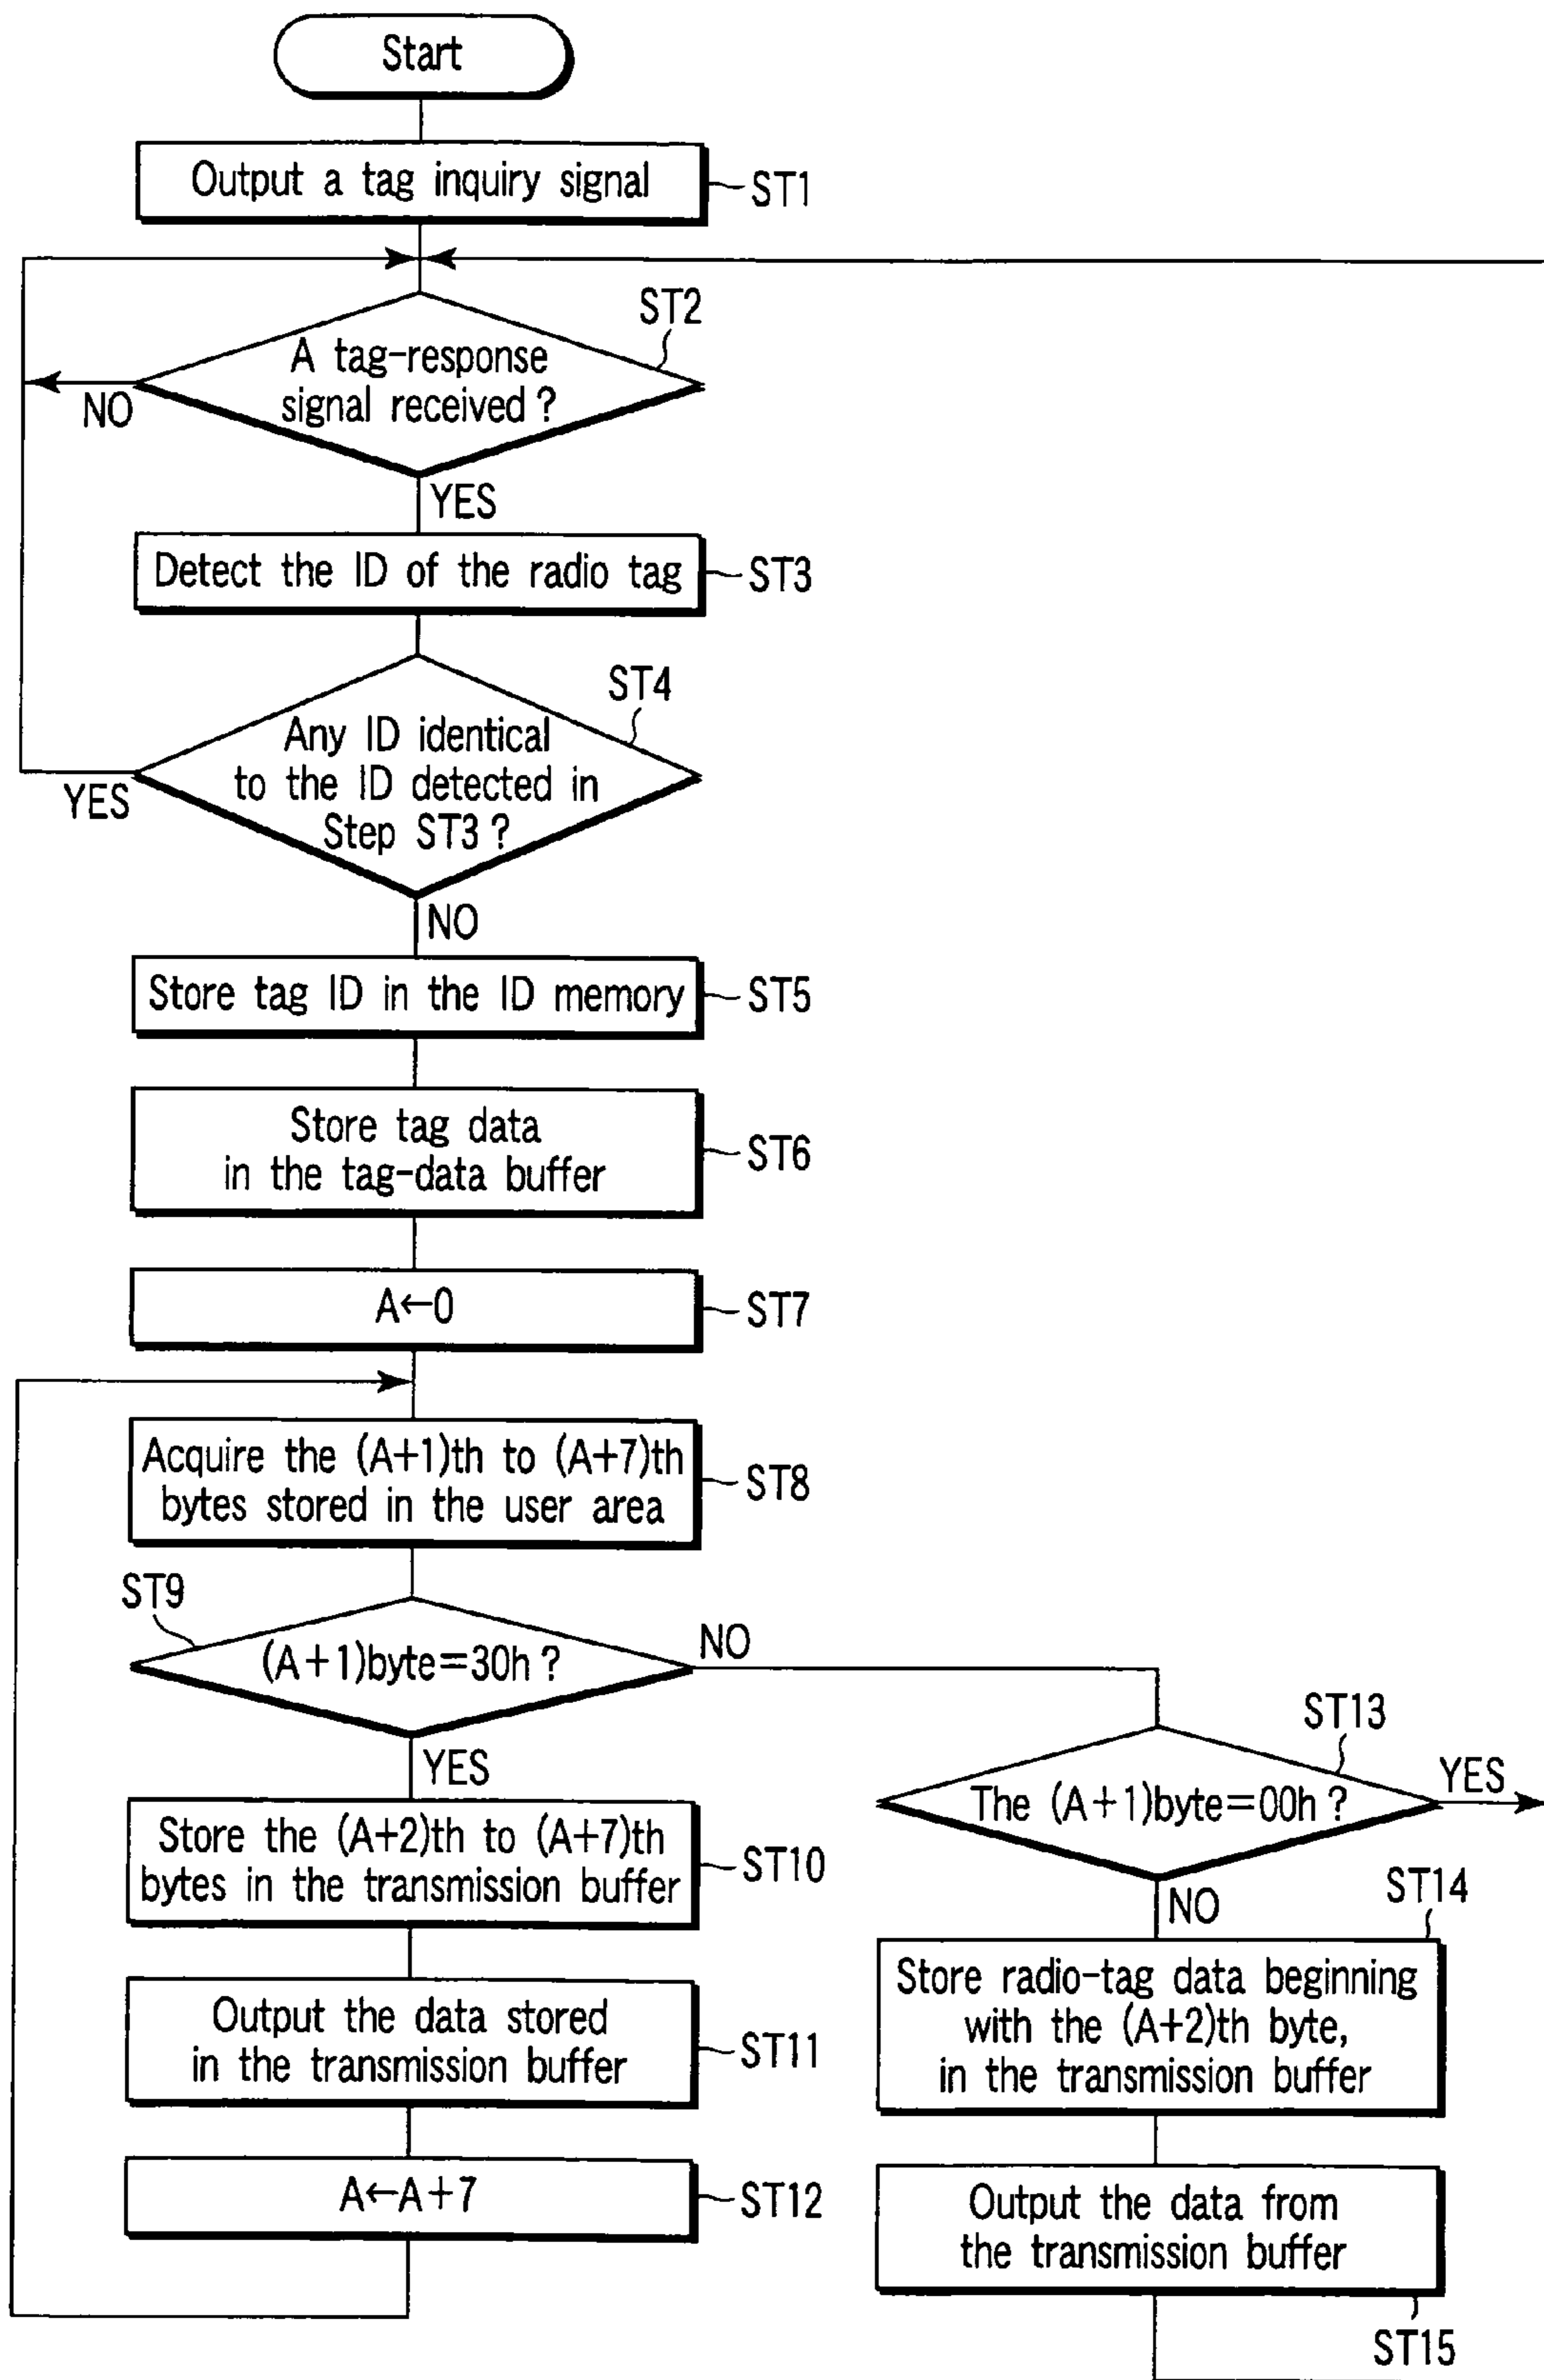 Start
Output a tag inquiry signal
ST1
ST2
A tag-response
signal received?
NO
YES
Detect the ID of the radio tag
ST3
ST4
Any ID identical
to the ID detected in
Step ST3?
YES
NO
Store tag ID in the ID memory
ST5
Store tag data
in the tag-data buffer
ST6
A←0
ST7
Acquire the (A+1)th to (A+7)th
bytes stored in the user area
ST8
ST9
(A+1)byte=30h?
NO
YES
Store the (A+2)th to (A+7)th
bytes in the transmission buffer
ST10
Output the data stored
in the transmission buffer
ST11
A←A+7
ST12
ST13
The (A+1)byte=00h?
YES
NO
ST14
Store radio-tag data beginning
with the (A+2)th byte,
in the transmission buffer
Output the data from
the transmission buffer
ST15